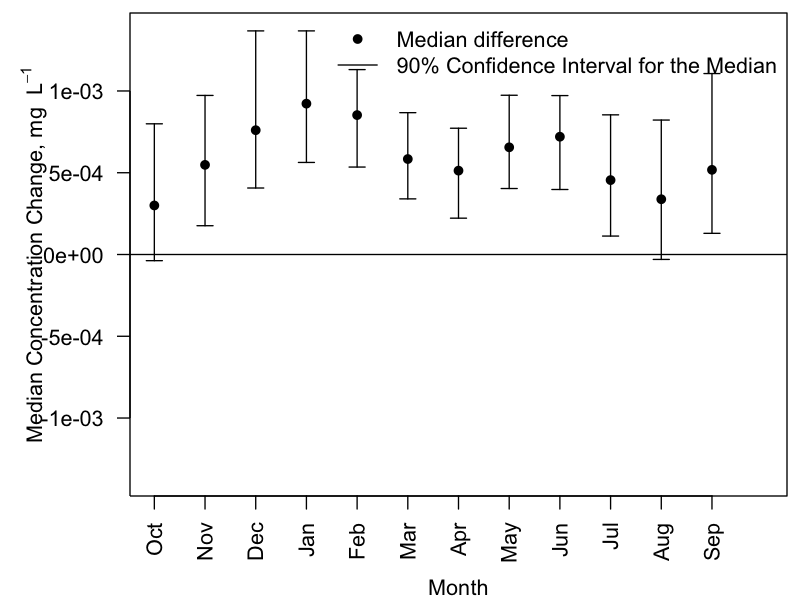 Median difference
90% Confidence Interval for the Median
Median Concentration Change, mg L⁻¹
1e-03
5e-04
0e+00
-5e-04
-1e-03
Oct Nov Dec Jan Feb Mar Apr May Jun Jul Aug Sep
Month